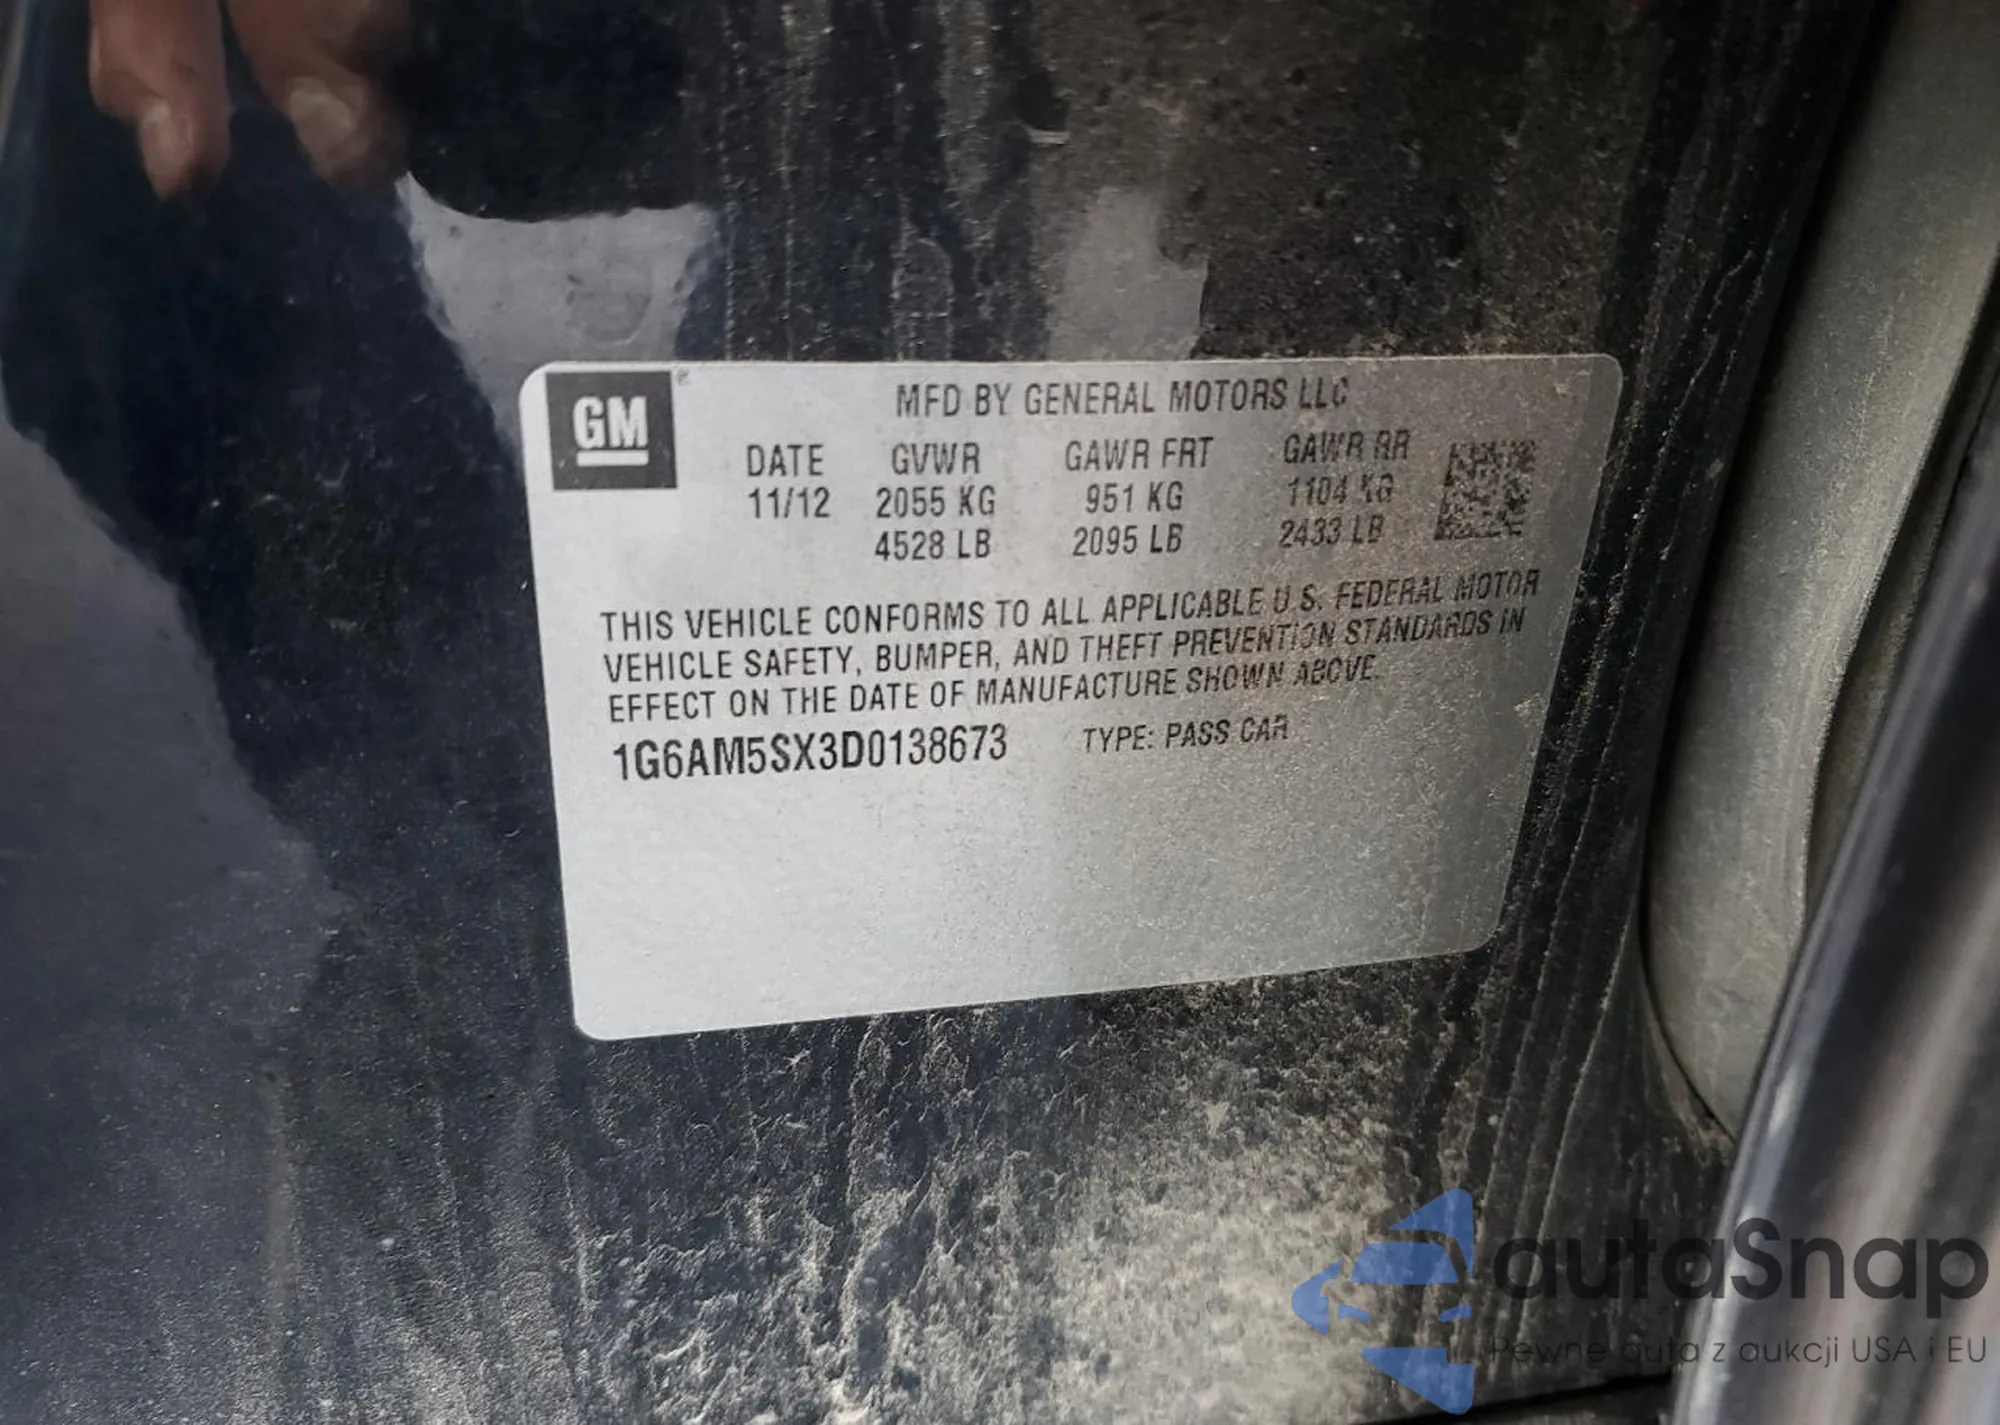 GM
MFD BY GENERAL MOTORS LLC
DATE GVWR GAWR FRT GAWR RR
11/12 2055 KG 951 KG 1104 KG
4528 LB 2095 LB 2433 LB
THIS VEHICLE CONFORMS TO ALL APPLICABLE U.S. FEDERAL MOTOR
VEHICLE SAFETY, BUMPER, AND THEFT PREVENTION STANDARDS IN
EFFECT ON THE DATE OF MANUFACTURE SHOWN ABOVE.
1G6AM5SX3D0138673 TYPE: PASS CAR
autaSnap
Pewne auta z aukcji USA i EU